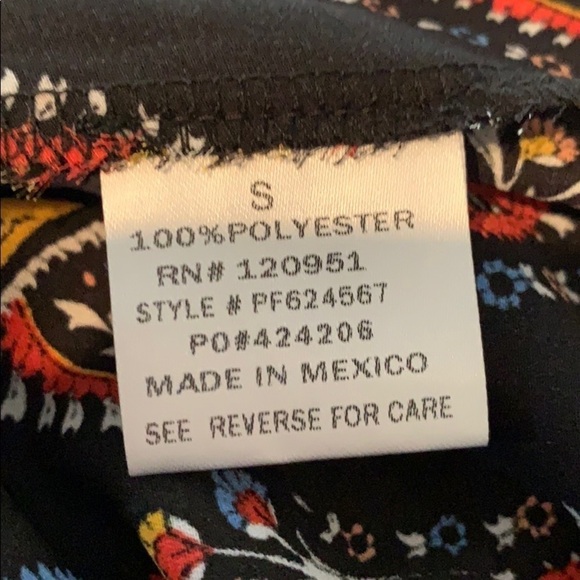 S
100%POLYESTER
RN# 120951
STYLE # PF624567
PO#424206
MADE IN MEXICO
SEE REVERSE FOR CARE